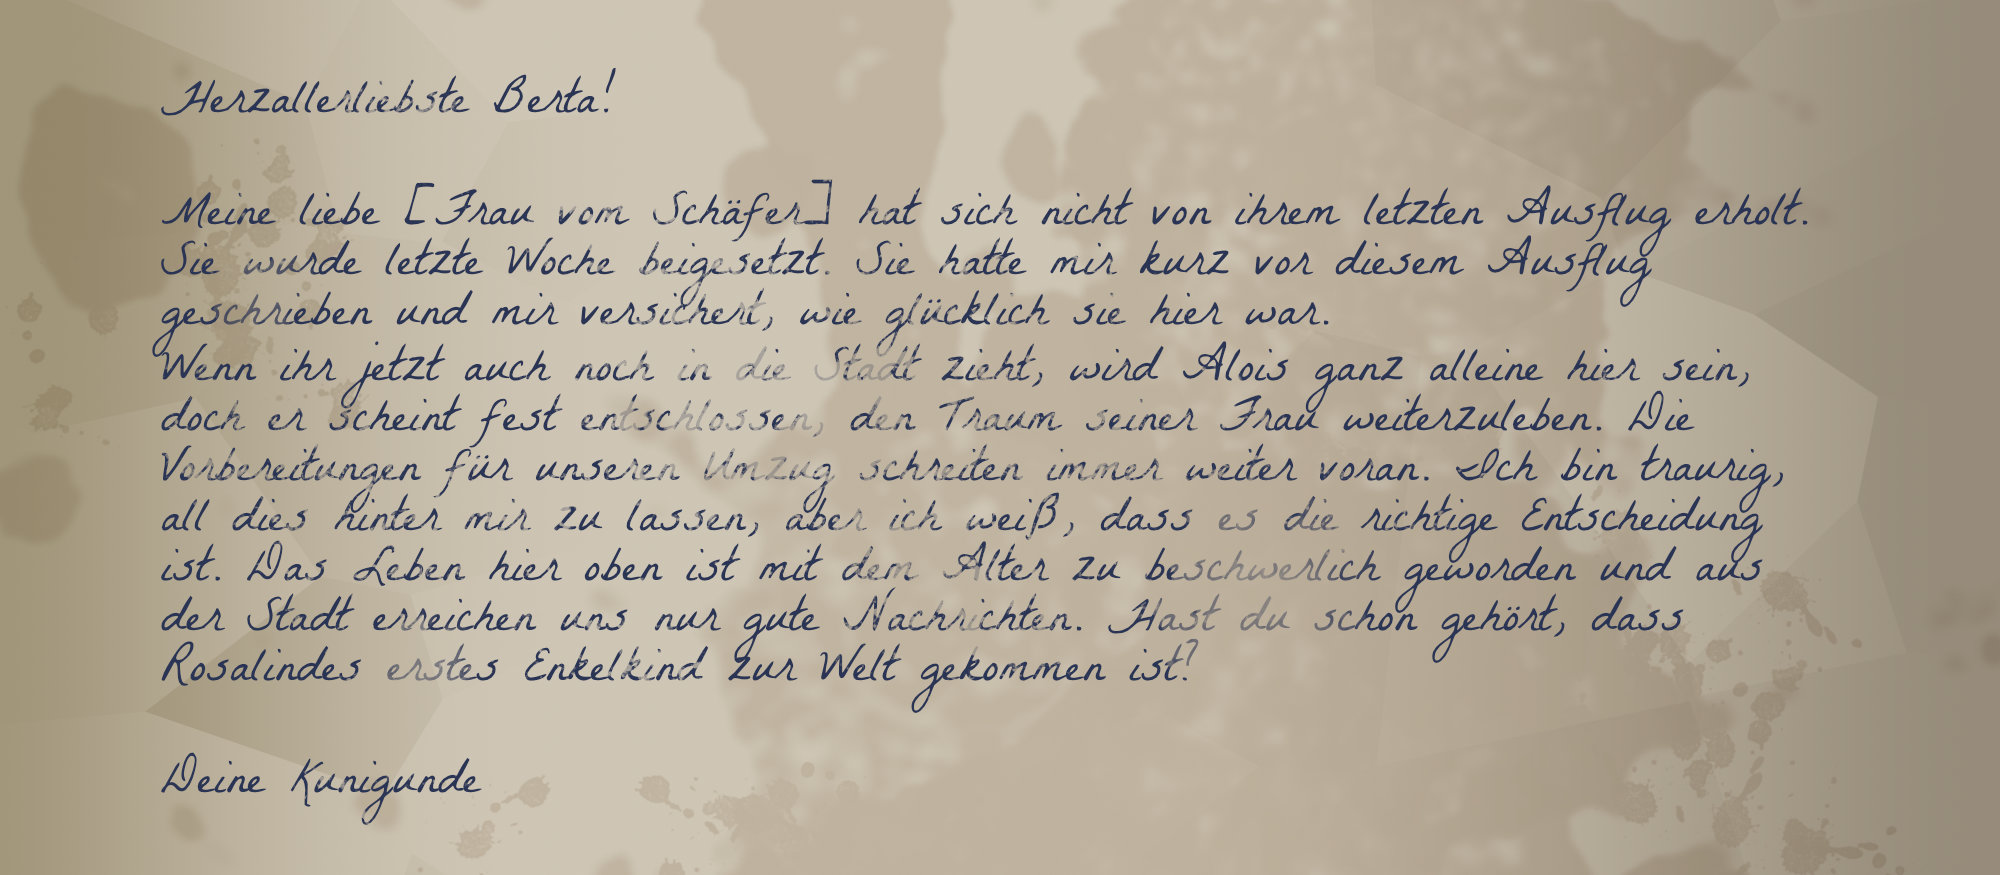 Herzallerliebste Berta!
Meine liebe [Frau vom Schäfer] hat sich nicht von ihrem letzten Ausflug erholt.
Sie wurde letzte Woche beigesetzt. Sie hatte mir kurz vor diesem Ausflug
geschrieben und mir versichert, wie glücklich sie hier war.
Wenn ihr jetzt auch noch in die Stadt zieht, wird Alois ganz alleine hier sein,
doch er scheint fest entschlossen, den Traum seiner Frau weiterzuleben. Die
Vorbereitungen für unseren Umzug schreiten immer weiter voran. Ich bin traurig,
all dies hinter mir zu lassen, aber ich weiß, dass es die richtige Entscheidung
ist. Das Leben hier oben ist mit dem Alter zu beschwerlich geworden und aus
der Stadt erreichen uns nur gute Nachrichten. Hast du schon gehört, dass
Rosalindes erstes Enkelkind zur Welt gekommen ist?
Deine Kunigunde